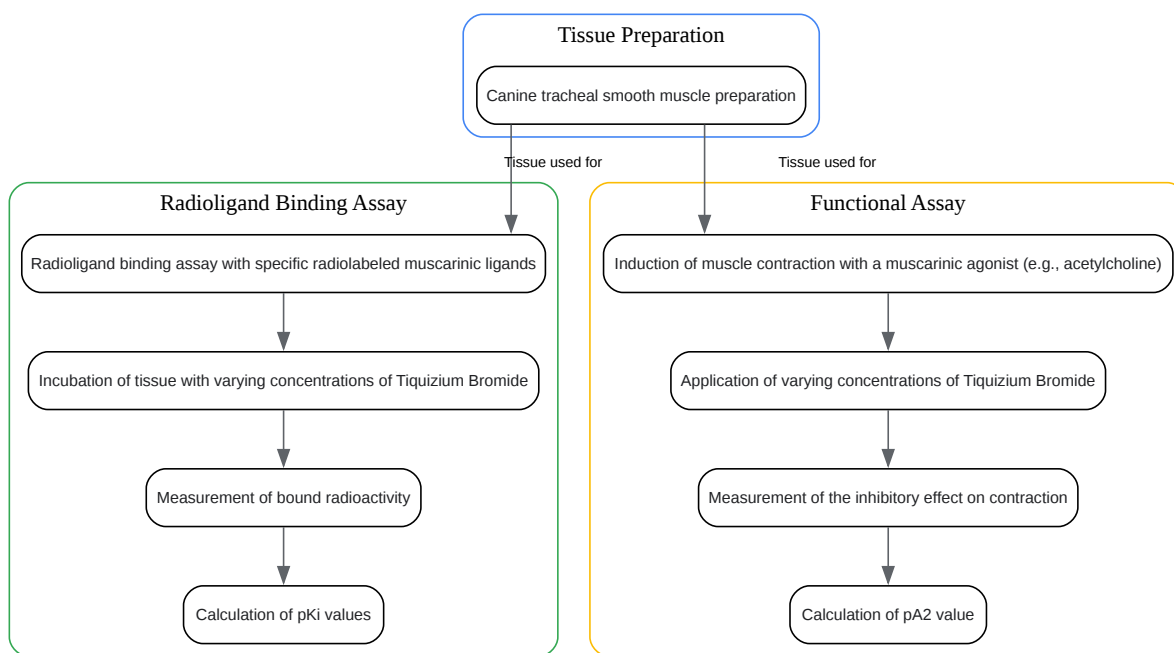 Tissue Preparation
Canine tracheal smooth muscle preparation
Tissue used for
Tissue used for
Radioligand Binding Assay
Radioligand binding assay with specific radiolabeled muscarinic ligands
Incubation of tissue with varying concentrations of Tiquizium Bromide
Measurement of bound radioactivity
Calculation of pKi values
Functional Assay
Induction of muscle contraction with a muscarinic agonist (e.g., acetylcholine)
Application of varying concentrations of Tiquizium Bromide
Measurement of the inhibitory effect on contraction
Calculation of pA2 value